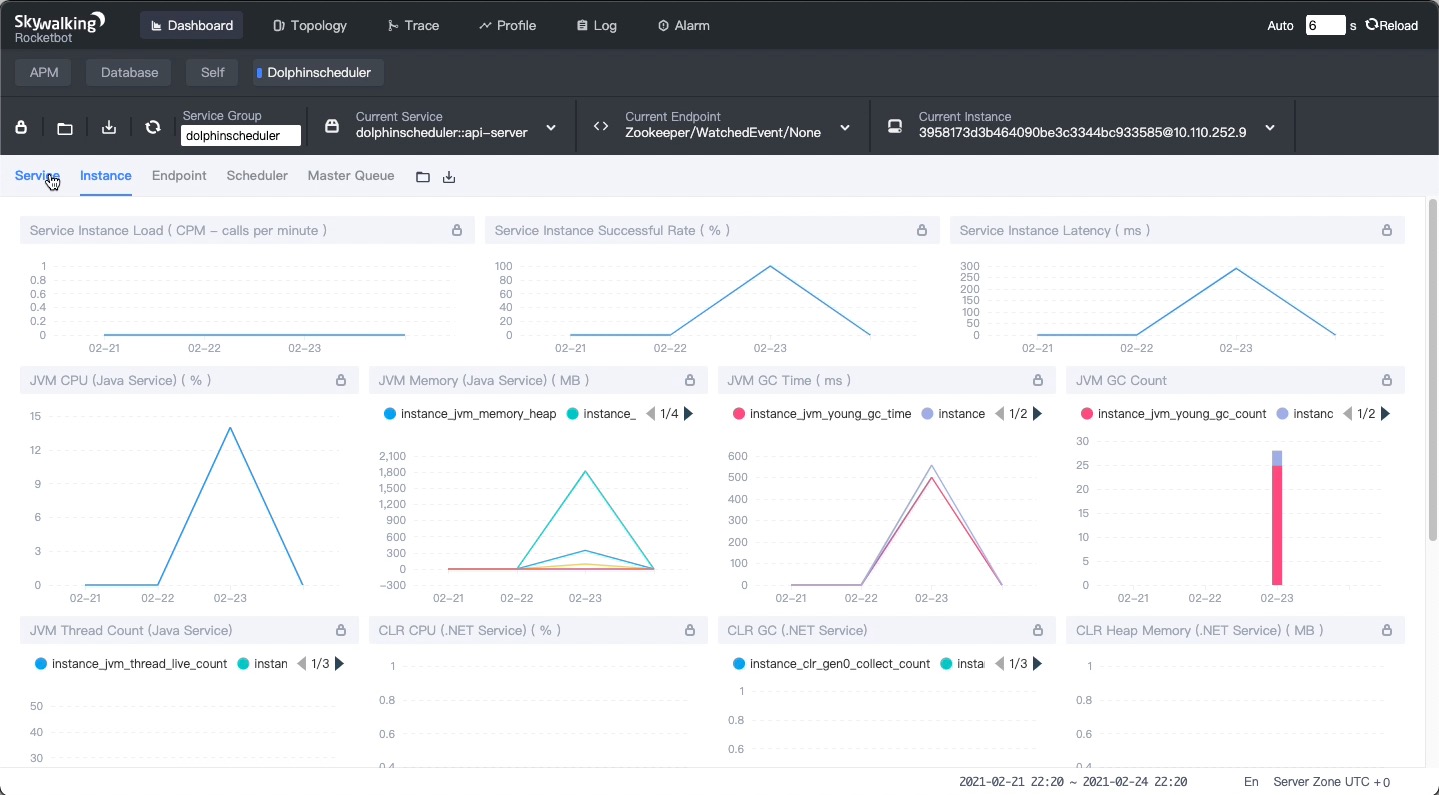 Skywalking
Rocketbot
Dashboard
Topology
Trace
Profile
Log
Alarm
Auto 6 s Reload
APM
Database
Self
Dolphinscheduler
Service Group
dolphinscheduler
Current Service
dolphinscheduler::api-server
Current Endpoint
Zookeeper/WatchedEvent/None
Current Instance
3958173d3b464090be3c3344bc933585@10.110.252.9
Service
Instance
Endpoint
Scheduler
Master Queue
Service Instance Load ( CPM - calls per minute )
1
0.8
0.6
0.4
0.2
0
02-21 02-22 02-23
Service Instance Successful Rate ( % )
100
80
60
40
20
0
02-21 02-22 02-23
Service Instance Latency ( ms )
300
250
200
150
100
50
0
02-21 02-22 02-23
JVM CPU (Java Service) ( % )
15
12
9
6
3
0
02-21 02-22 02-23
JVM Memory (Java Service) ( MB )
instance_jvm_memory_heap instance_ 1/4
2,100
1,800
1,500
1,200
900
600
300
0
-300
02-21 02-22 02-23
JVM GC Time ( ms )
instance_jvm_young_gc_time instance 1/2
600
500
400
300
200
100
0
02-21 02-22 02-23
JVM GC Count
instance_jvm_young_gc_count instanc 1/2
30
25
20
15
10
5
0
02-21 02-22 02-23
JVM Thread Count (Java Service)
instance_jvm_thread_live_count instan 1/3
50
40
30
CLR CPU (.NET Service) ( % )
1
0.8
0.6
0.4
CLR GC (.NET Service)
instance_clr_gen0_collect_count insta 1/3
1
0.8
0.6
CLR Heap Memory (.NET Service) ( MB )
1
0.8
0.6
0.4
2021-02-21 22:20 ~ 2021-02-24 22:20
En Server Zone UTC +0